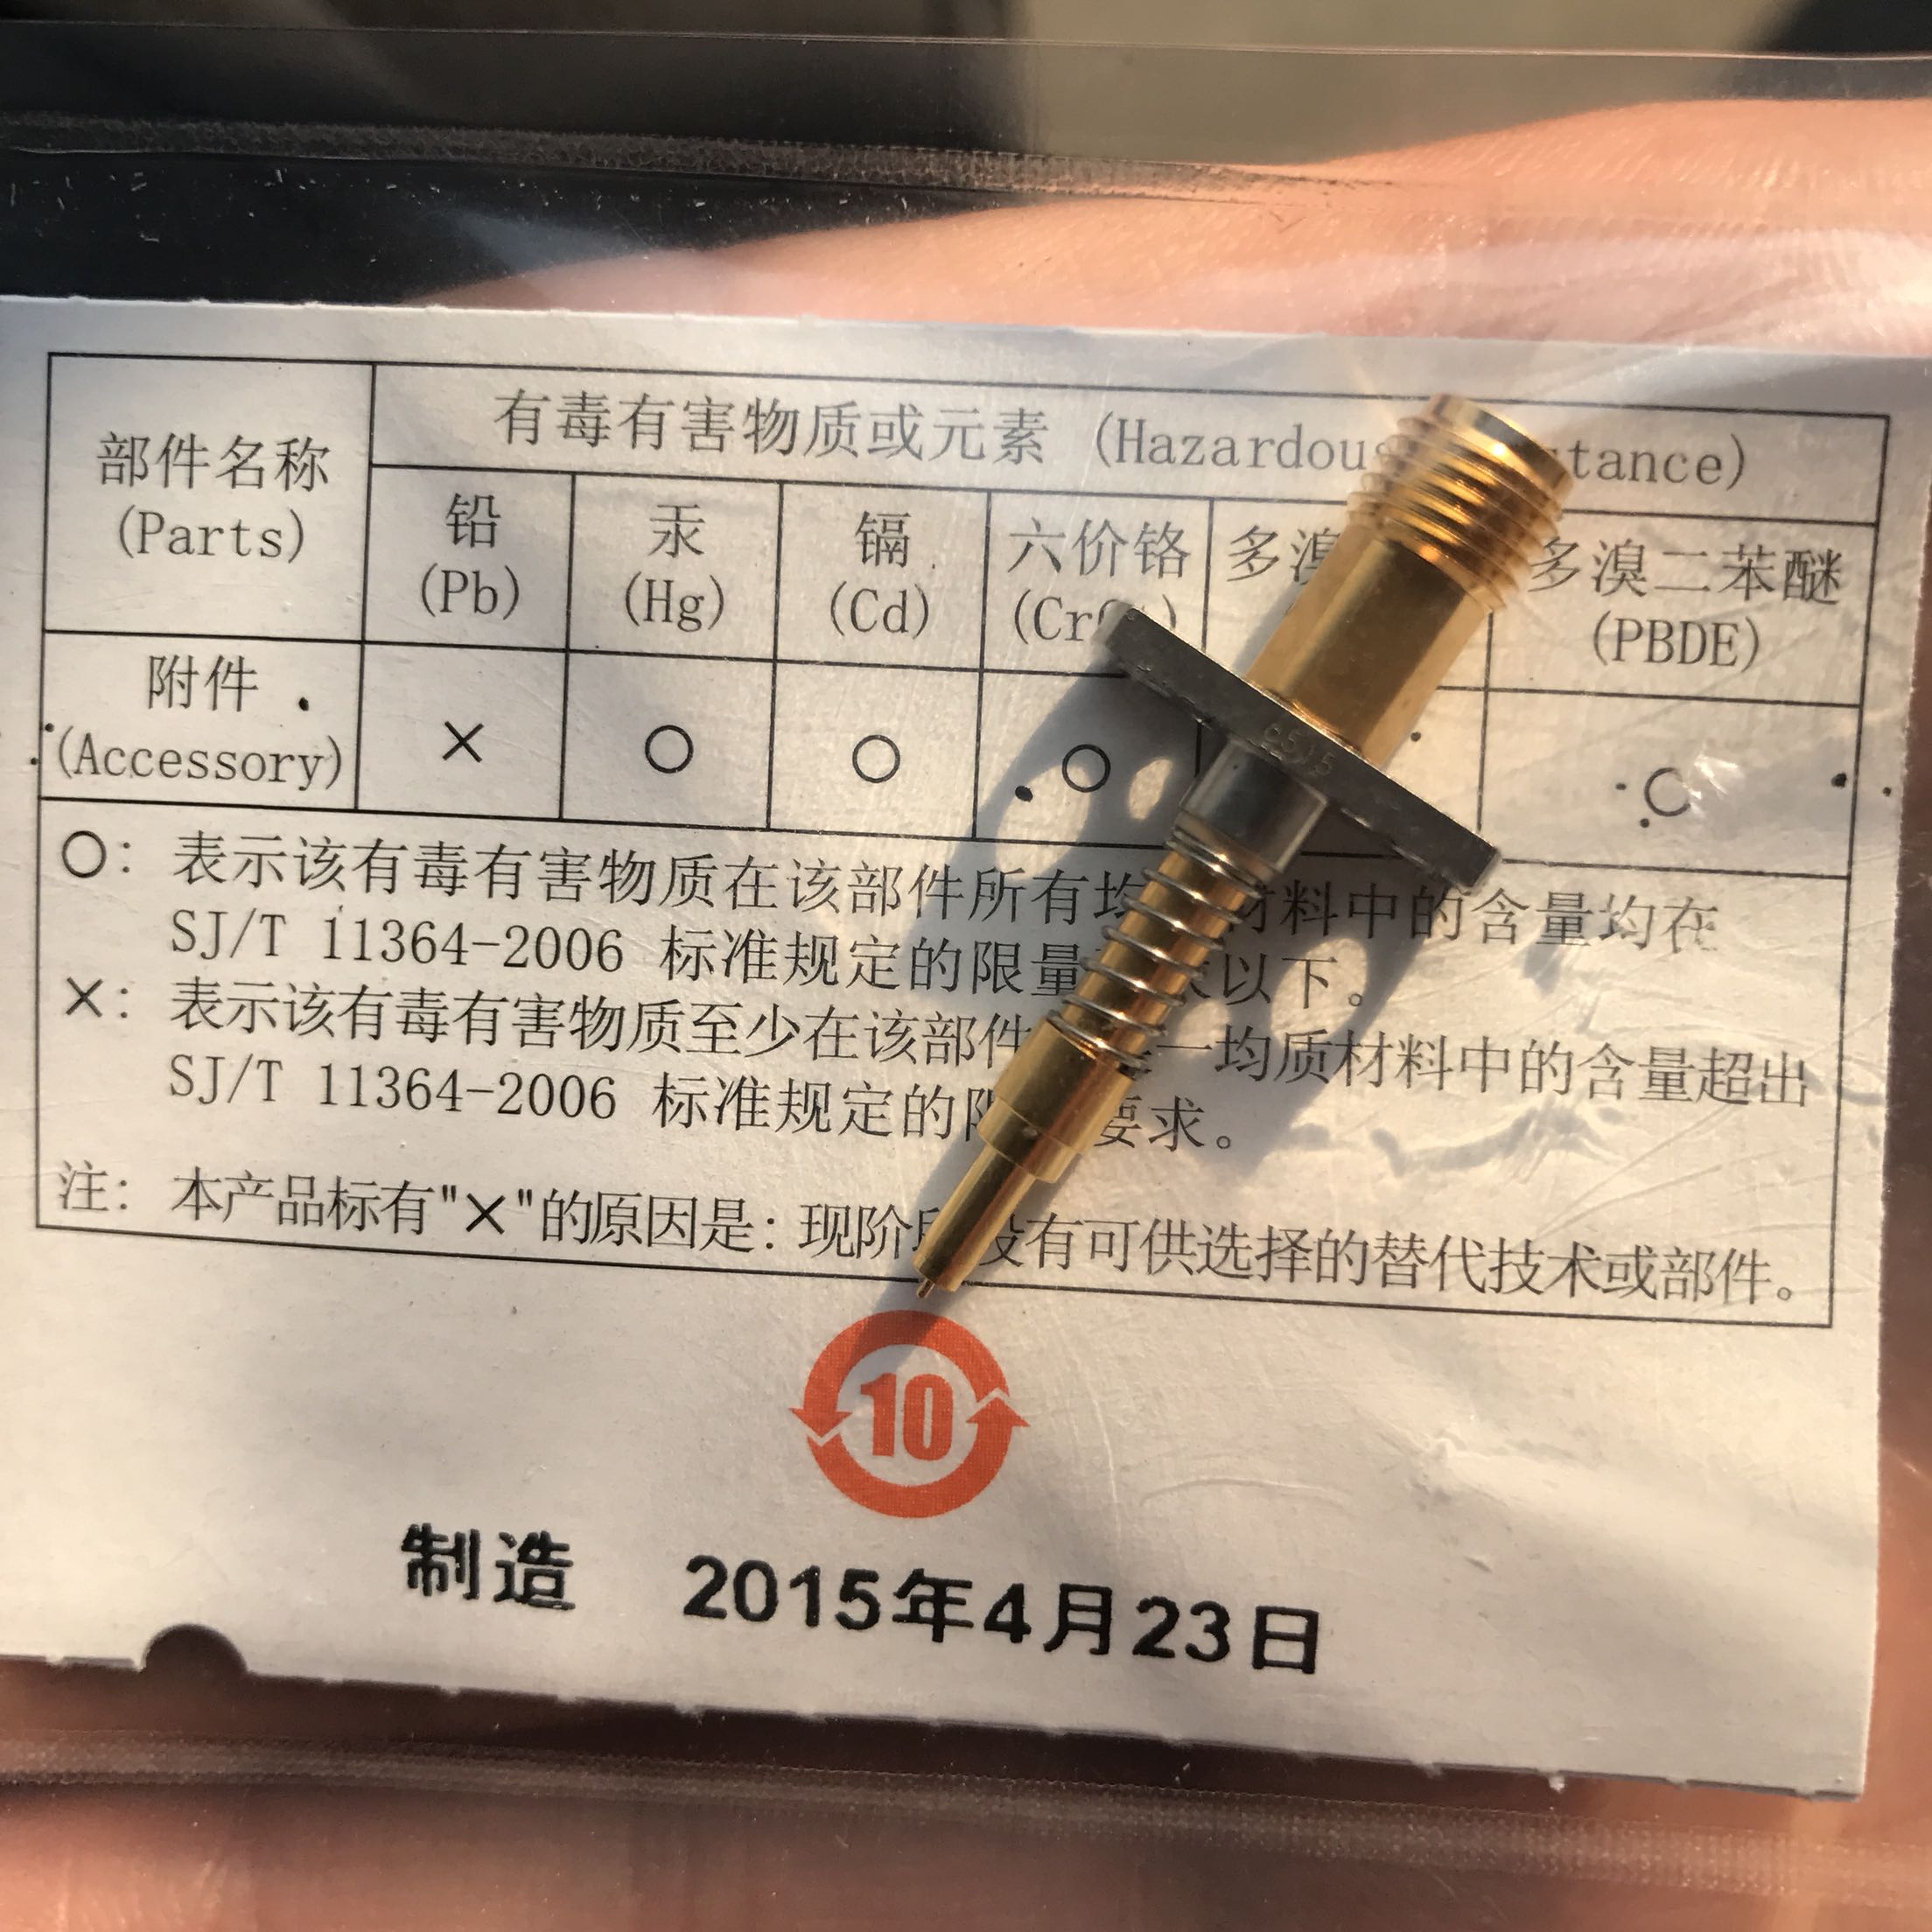 部件名称
(Parts)
有毒有害物质或元素 (Hazardous tance)
铅
(Pb)
汞
(Hg)
镉
(Cd)
六价铬
(Cr
多溴
多溴二苯醚
(PBDE)
附件
(Accessory)
× ○ ○ ○ ○
○: 表示该有毒有害物质在该部件所有均 材料中的含量均在
SJ/T 11364-2006 标准规定的限量 以下。
×: 表示该有毒有害物质至少在该部件 一均质材料中的含量超出
SJ/T 11364-2006 标准规定的 要求。
注: 本产品标有"×"的原因是: 现阶 没有可供选择的替代技术或部件。
10
制造 2015年4月23日